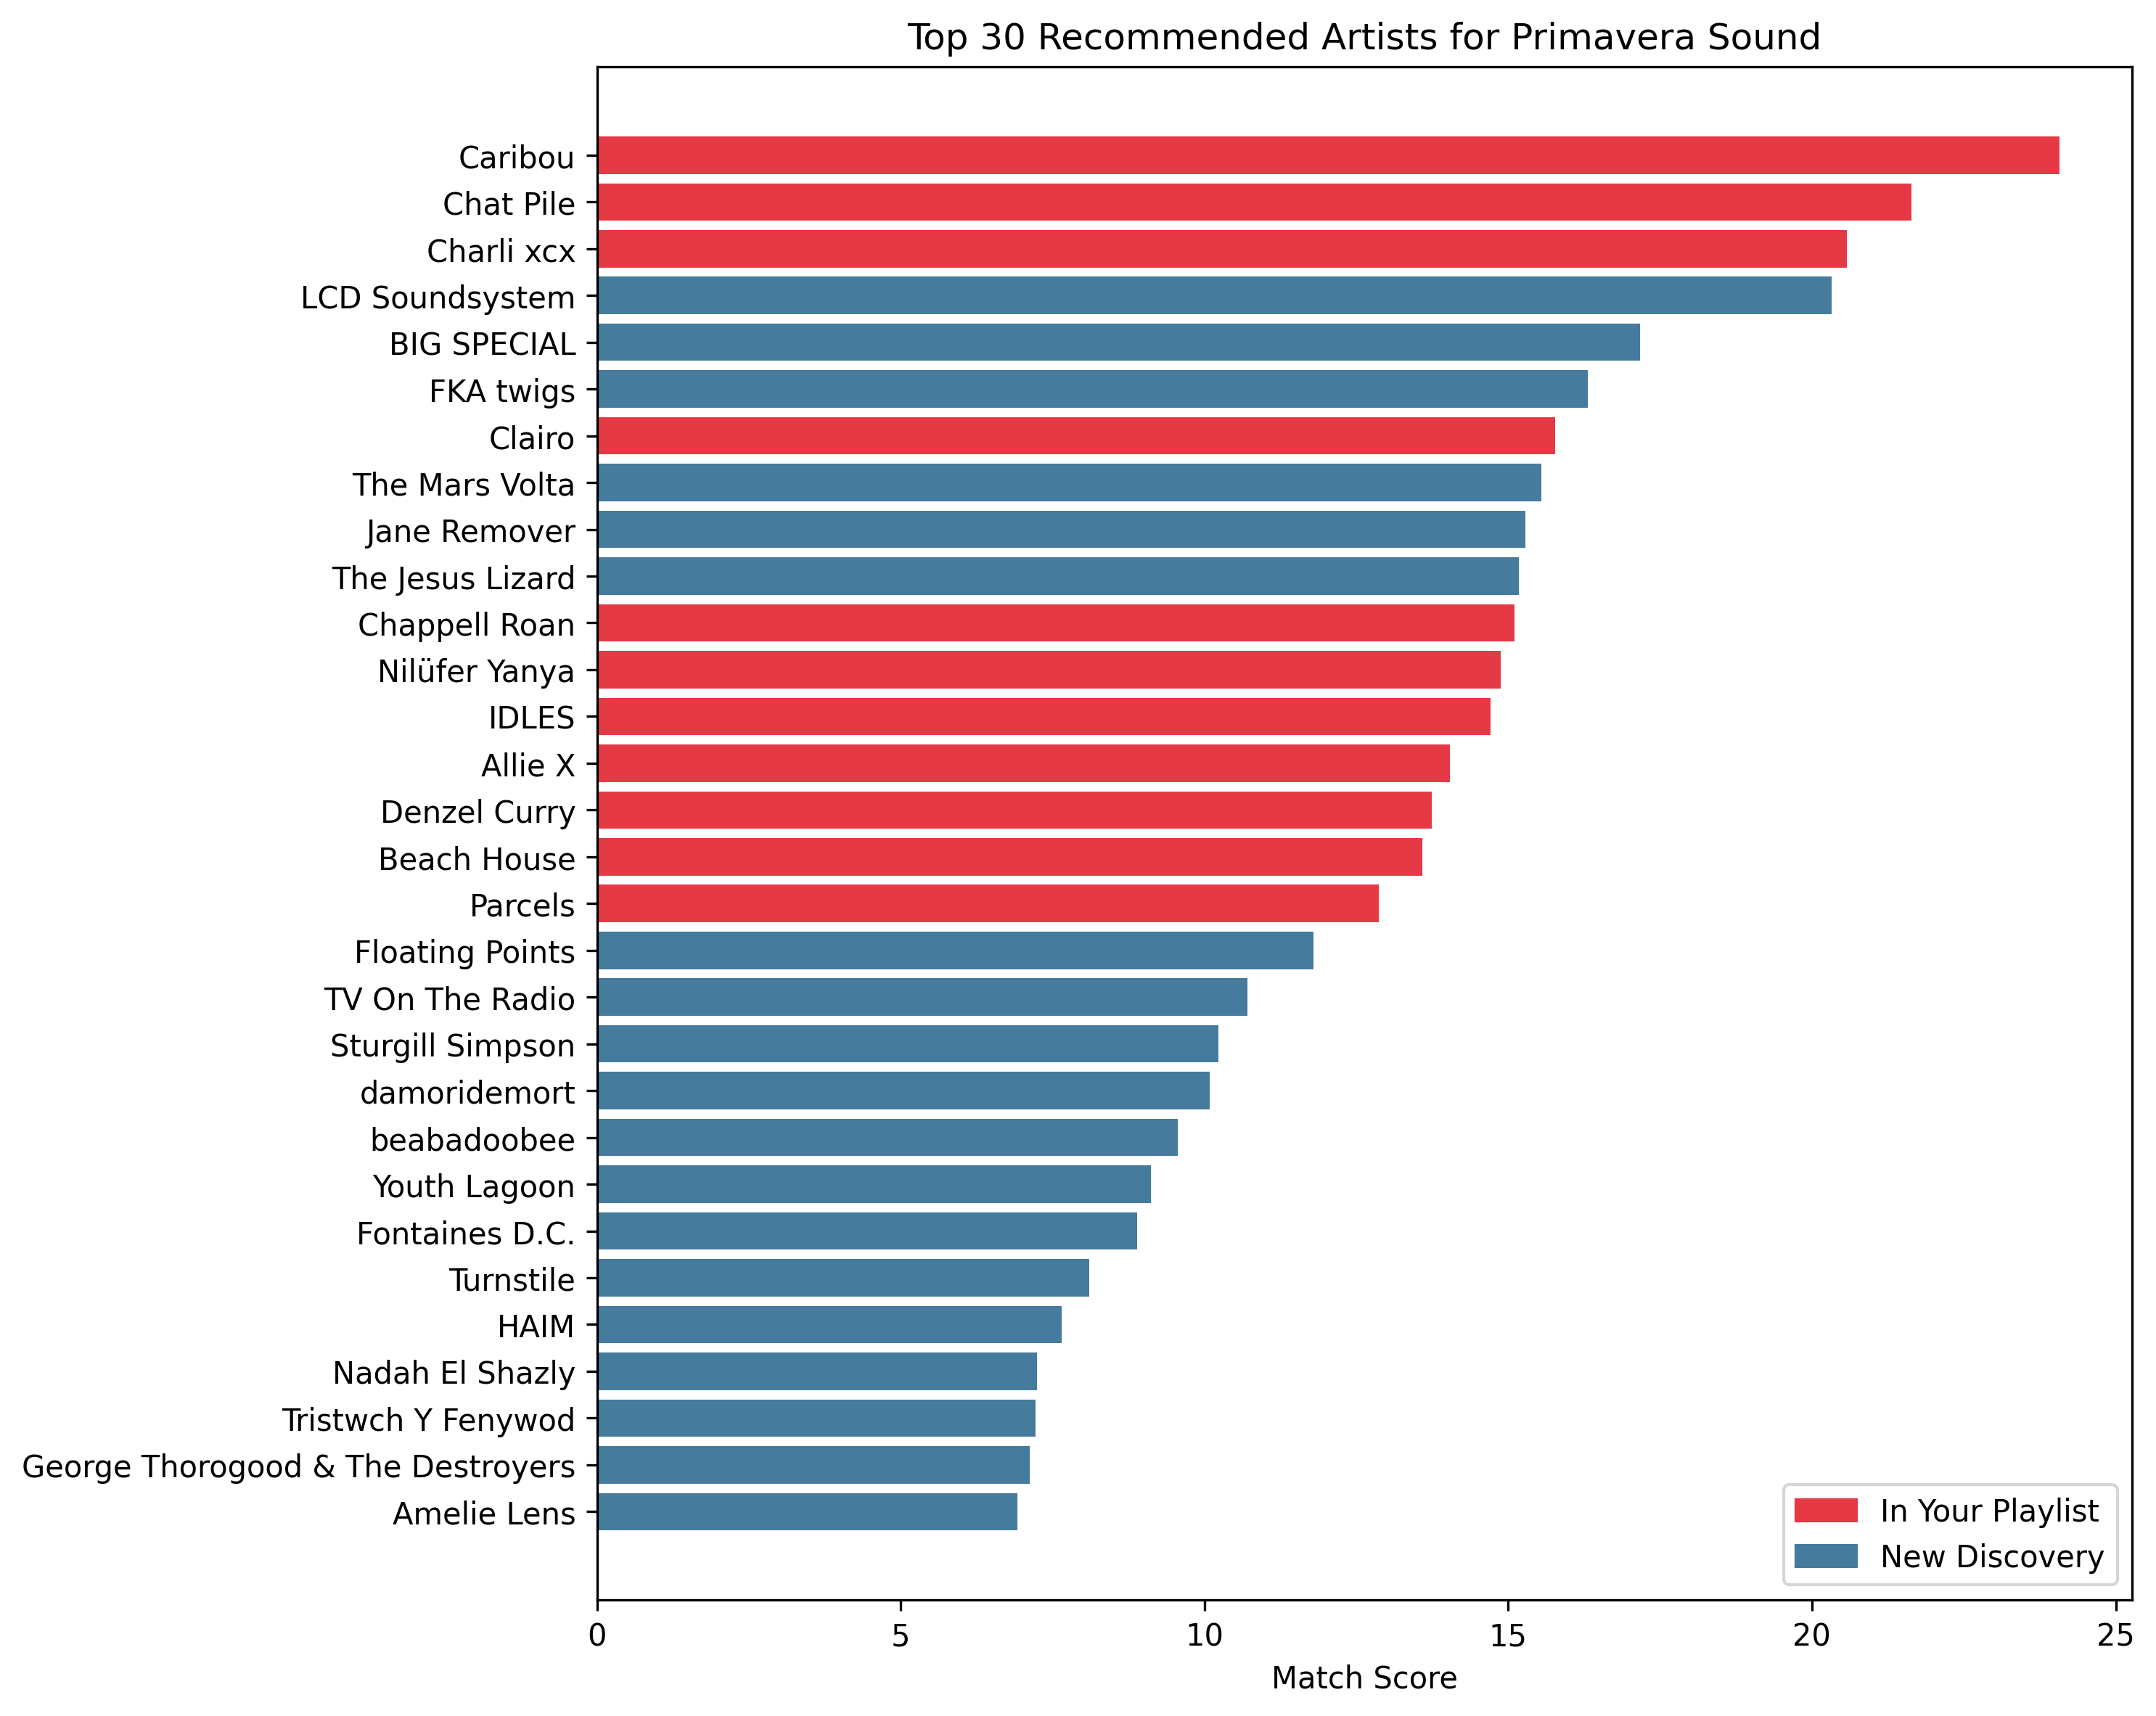 Top 30 Recommended Artists for Primavera Sound
Caribou
Chat Pile
Charli xcx
LCD Soundsystem
BIG SPECIAL
FKA twigs
Clairo
The Mars Volta
Jane Remover
The Jesus Lizard
Chappell Roan
Nilüfer Yanya
IDLES
Allie X
Denzel Curry
Beach House
Parcels
Floating Points
TV On The Radio
Sturgill Simpson
damoridemort
beabadoobee
Youth Lagoon
Fontaines D.C.
Turnstile
HAIM
Nadah El Shazly
Tristwch Y Fenywod
George Thorogood & The Destroyers
Amelie Lens
In Your Playlist
New Discovery
0 5 10 15 20 25
Match Score